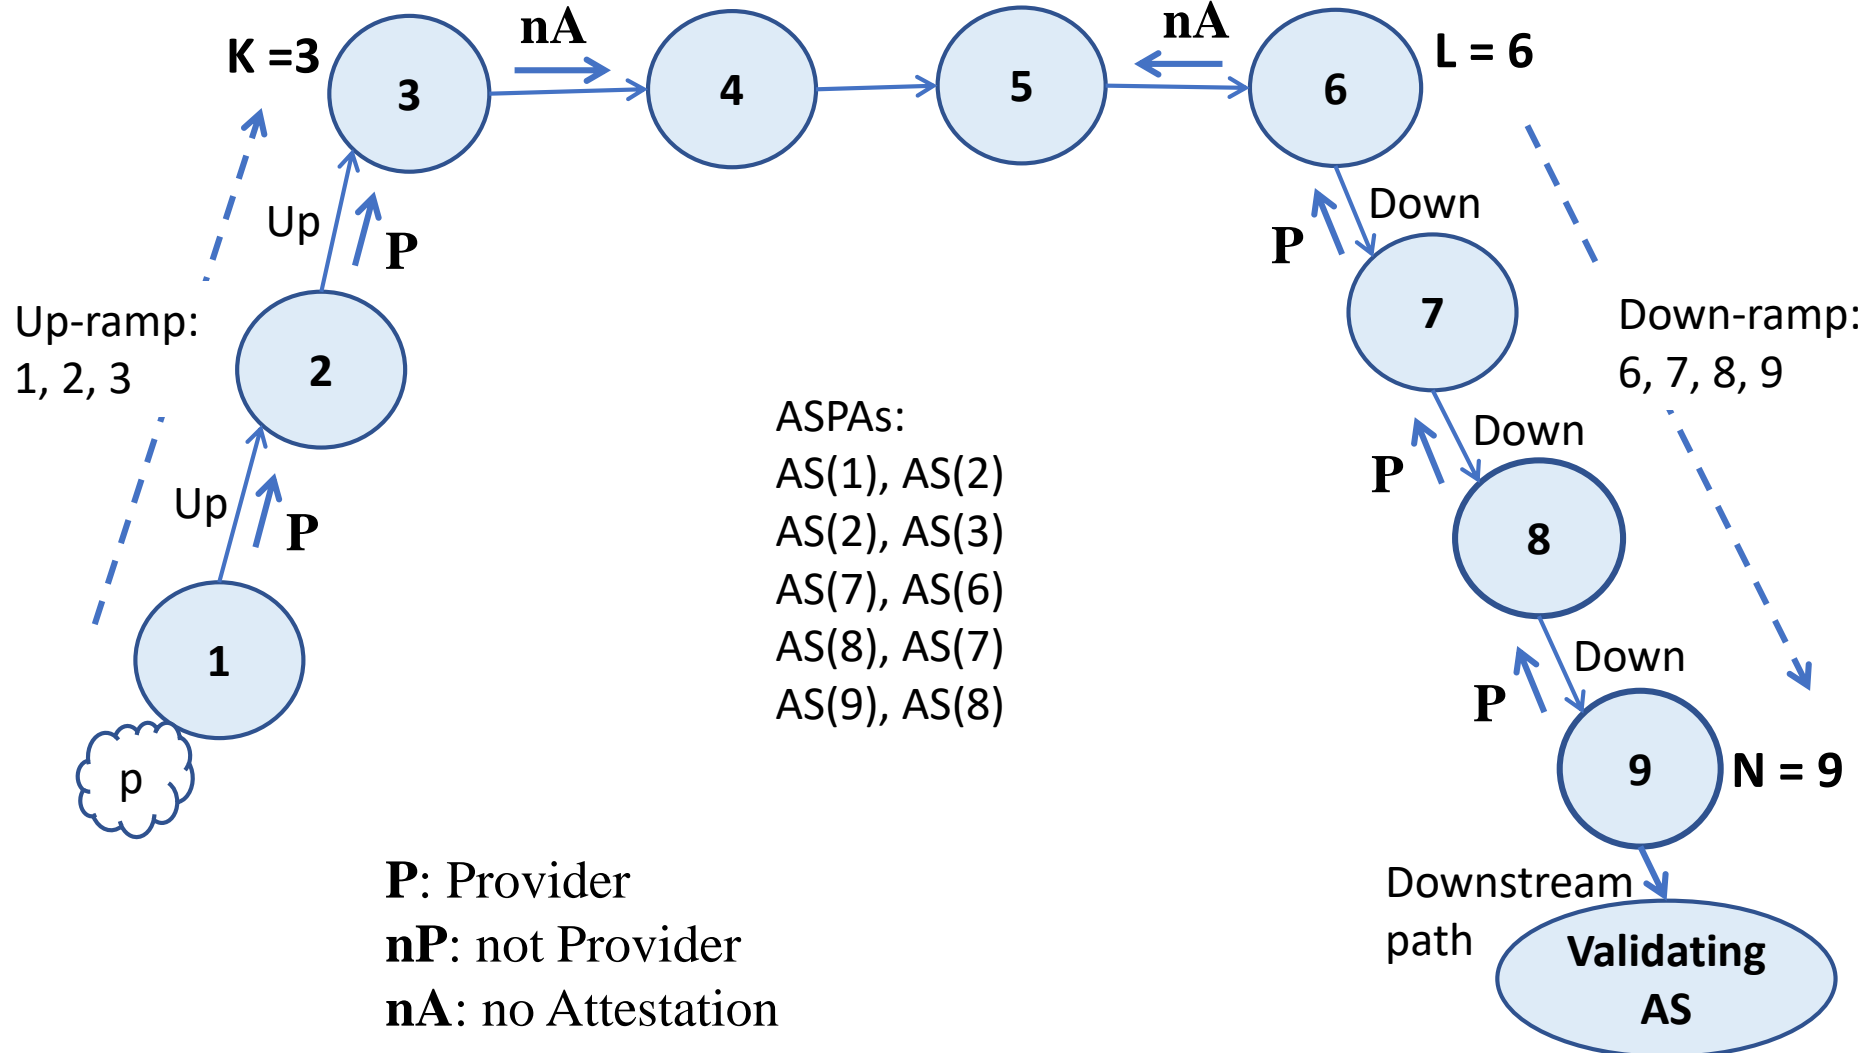 nA
nA
K =3
3
4
5
6
L = 6
Up
P
Down
P
Up-ramp:
1, 2, 3
2
7
Down-ramp:
6, 7, 8, 9
Up
P
ASPAs:
AS(1), AS(2)
AS(2), AS(3)
AS(7), AS(6)
AS(8), AS(7)
AS(9), AS(8)
Down
P
8
Down
P
1
p
9
N = 9
P: Provider
nP: not Provider
nA: no Attestation
Downstream
path
Validating
AS